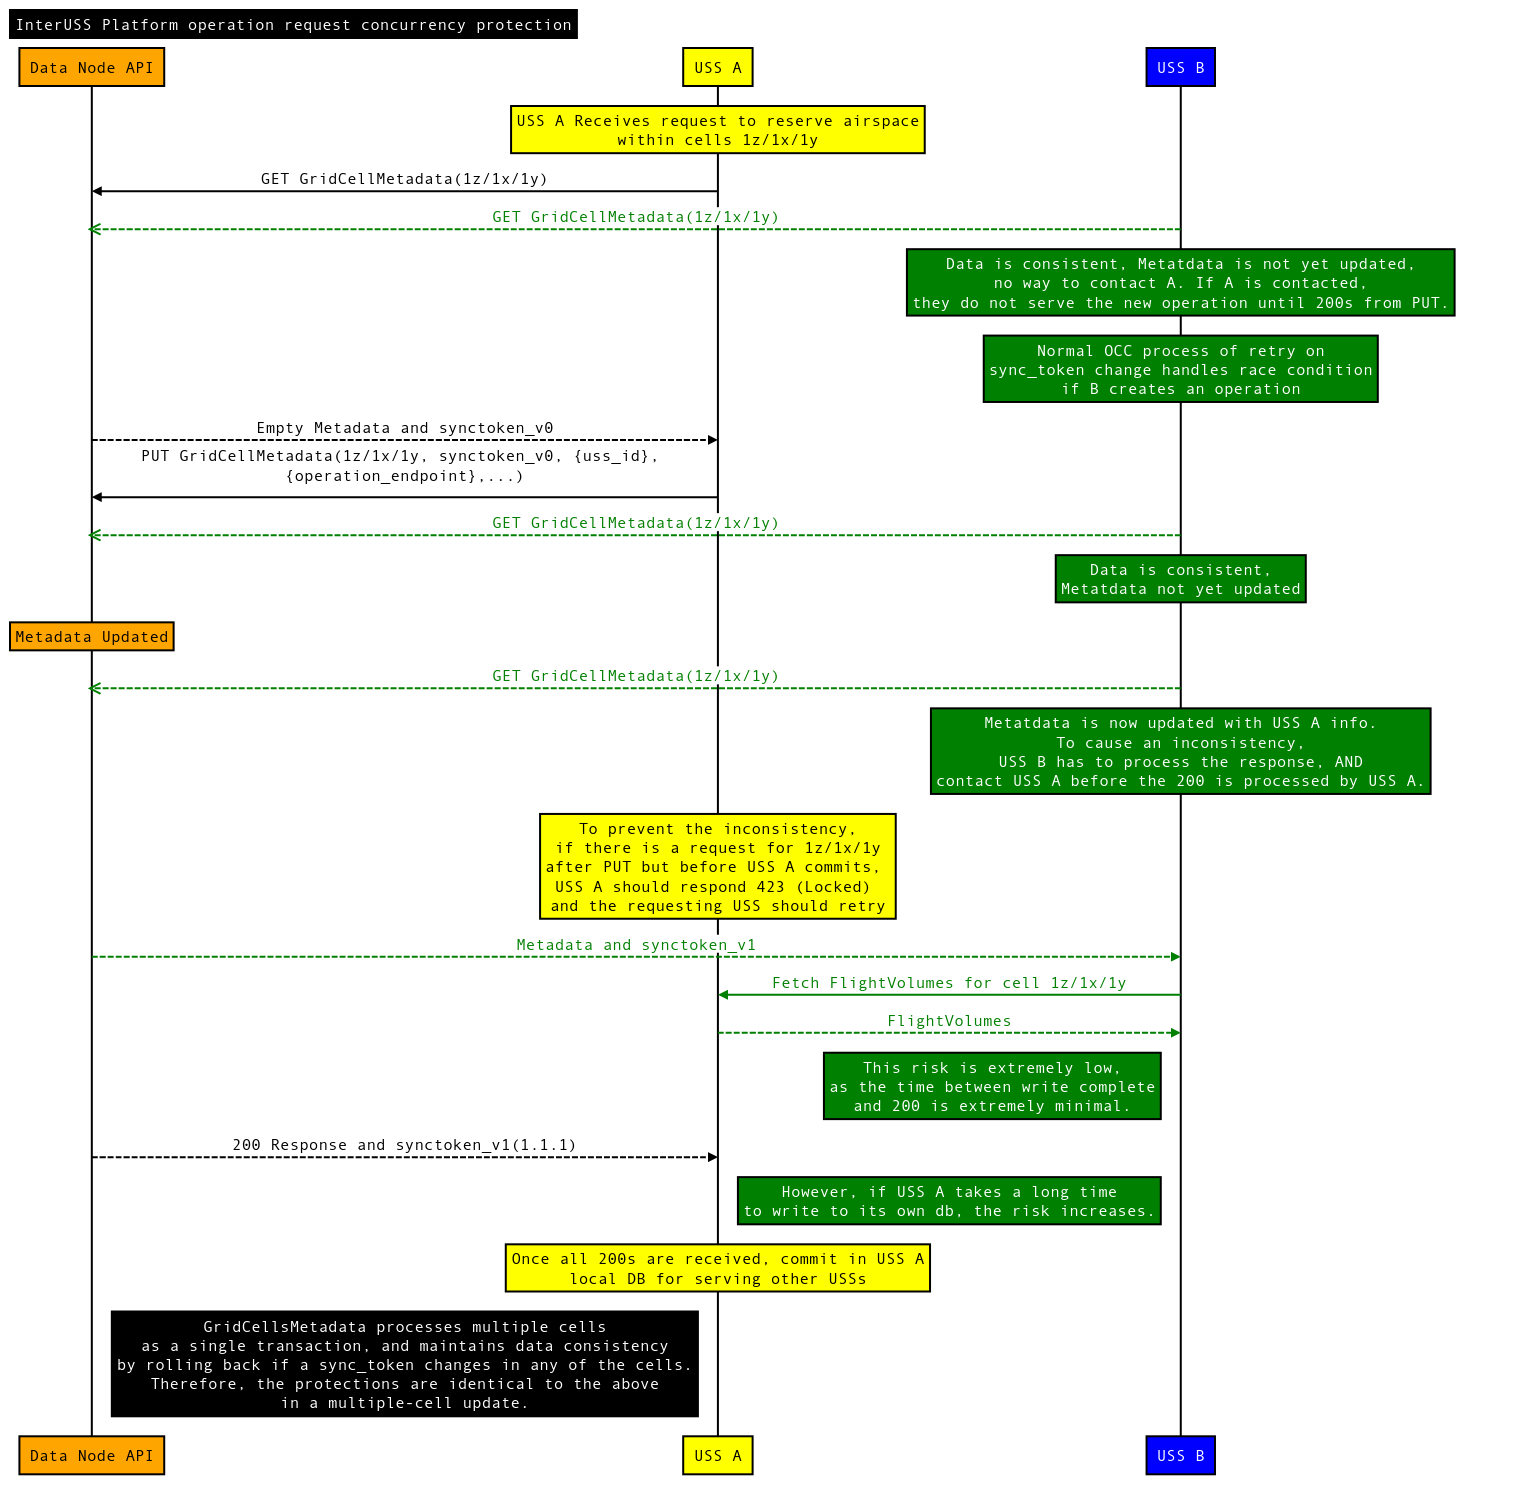 InterUSS Platform operation request concurrency protection
Data Node API
USS A
USS B
USS A Receives request to reserve airspace
within cells 1z/1x/1y
GET GridCellMetadata(1z/1x/1y)
GET GridCellMetadata(1z/1x/1y)
Data is consistent, Metatdata is not yet updated,
no way to contact A. If A is contacted,
they do not serve the new operation until 200s from PUT.
Normal OCC process of retry on
sync_token change handles race condition
if B creates an operation
Empty Metadata and synctoken_v0
PUT GridCellMetadata(1z/1x/1y, synctoken_v0, {uss_id},
{operation_endpoint},...)
GET GridCellMetadata(1z/1x/1y)
Data is consistent,
Metatdata not yet updated
Metadata Updated
GET GridCellMetadata(1z/1x/1y)
Metatdata is now updated with USS A info.
To cause an inconsistency,
USS B has to process the response, AND
contact USS A before the 200 is processed by USS A.
To prevent the inconsistency,
if there is a request for 1z/1x/1y
after PUT but before USS A commits,
USS A should respond 423 (Locked)
and the requesting USS should retry
Metadata and synctoken_v1
Fetch FlightVolumes for cell 1z/1x/1y
FlightVolumes
This risk is extremely low,
as the time between write complete
and 200 is extremely minimal.
200 Response and synctoken_v1(1.1.1)
However, if USS A takes a long time
to write to its own db, the risk increases.
Once all 200s are received, commit in USS A
local DB for serving other USSs
GridCellsMetadata processes multiple cells
as a single transaction, and maintains data consistency
by rolling back if a sync_token changes in any of the cells.
Therefore, the protections are identical to the above
in a multiple-cell update.
Data Node API
USS A
USS B